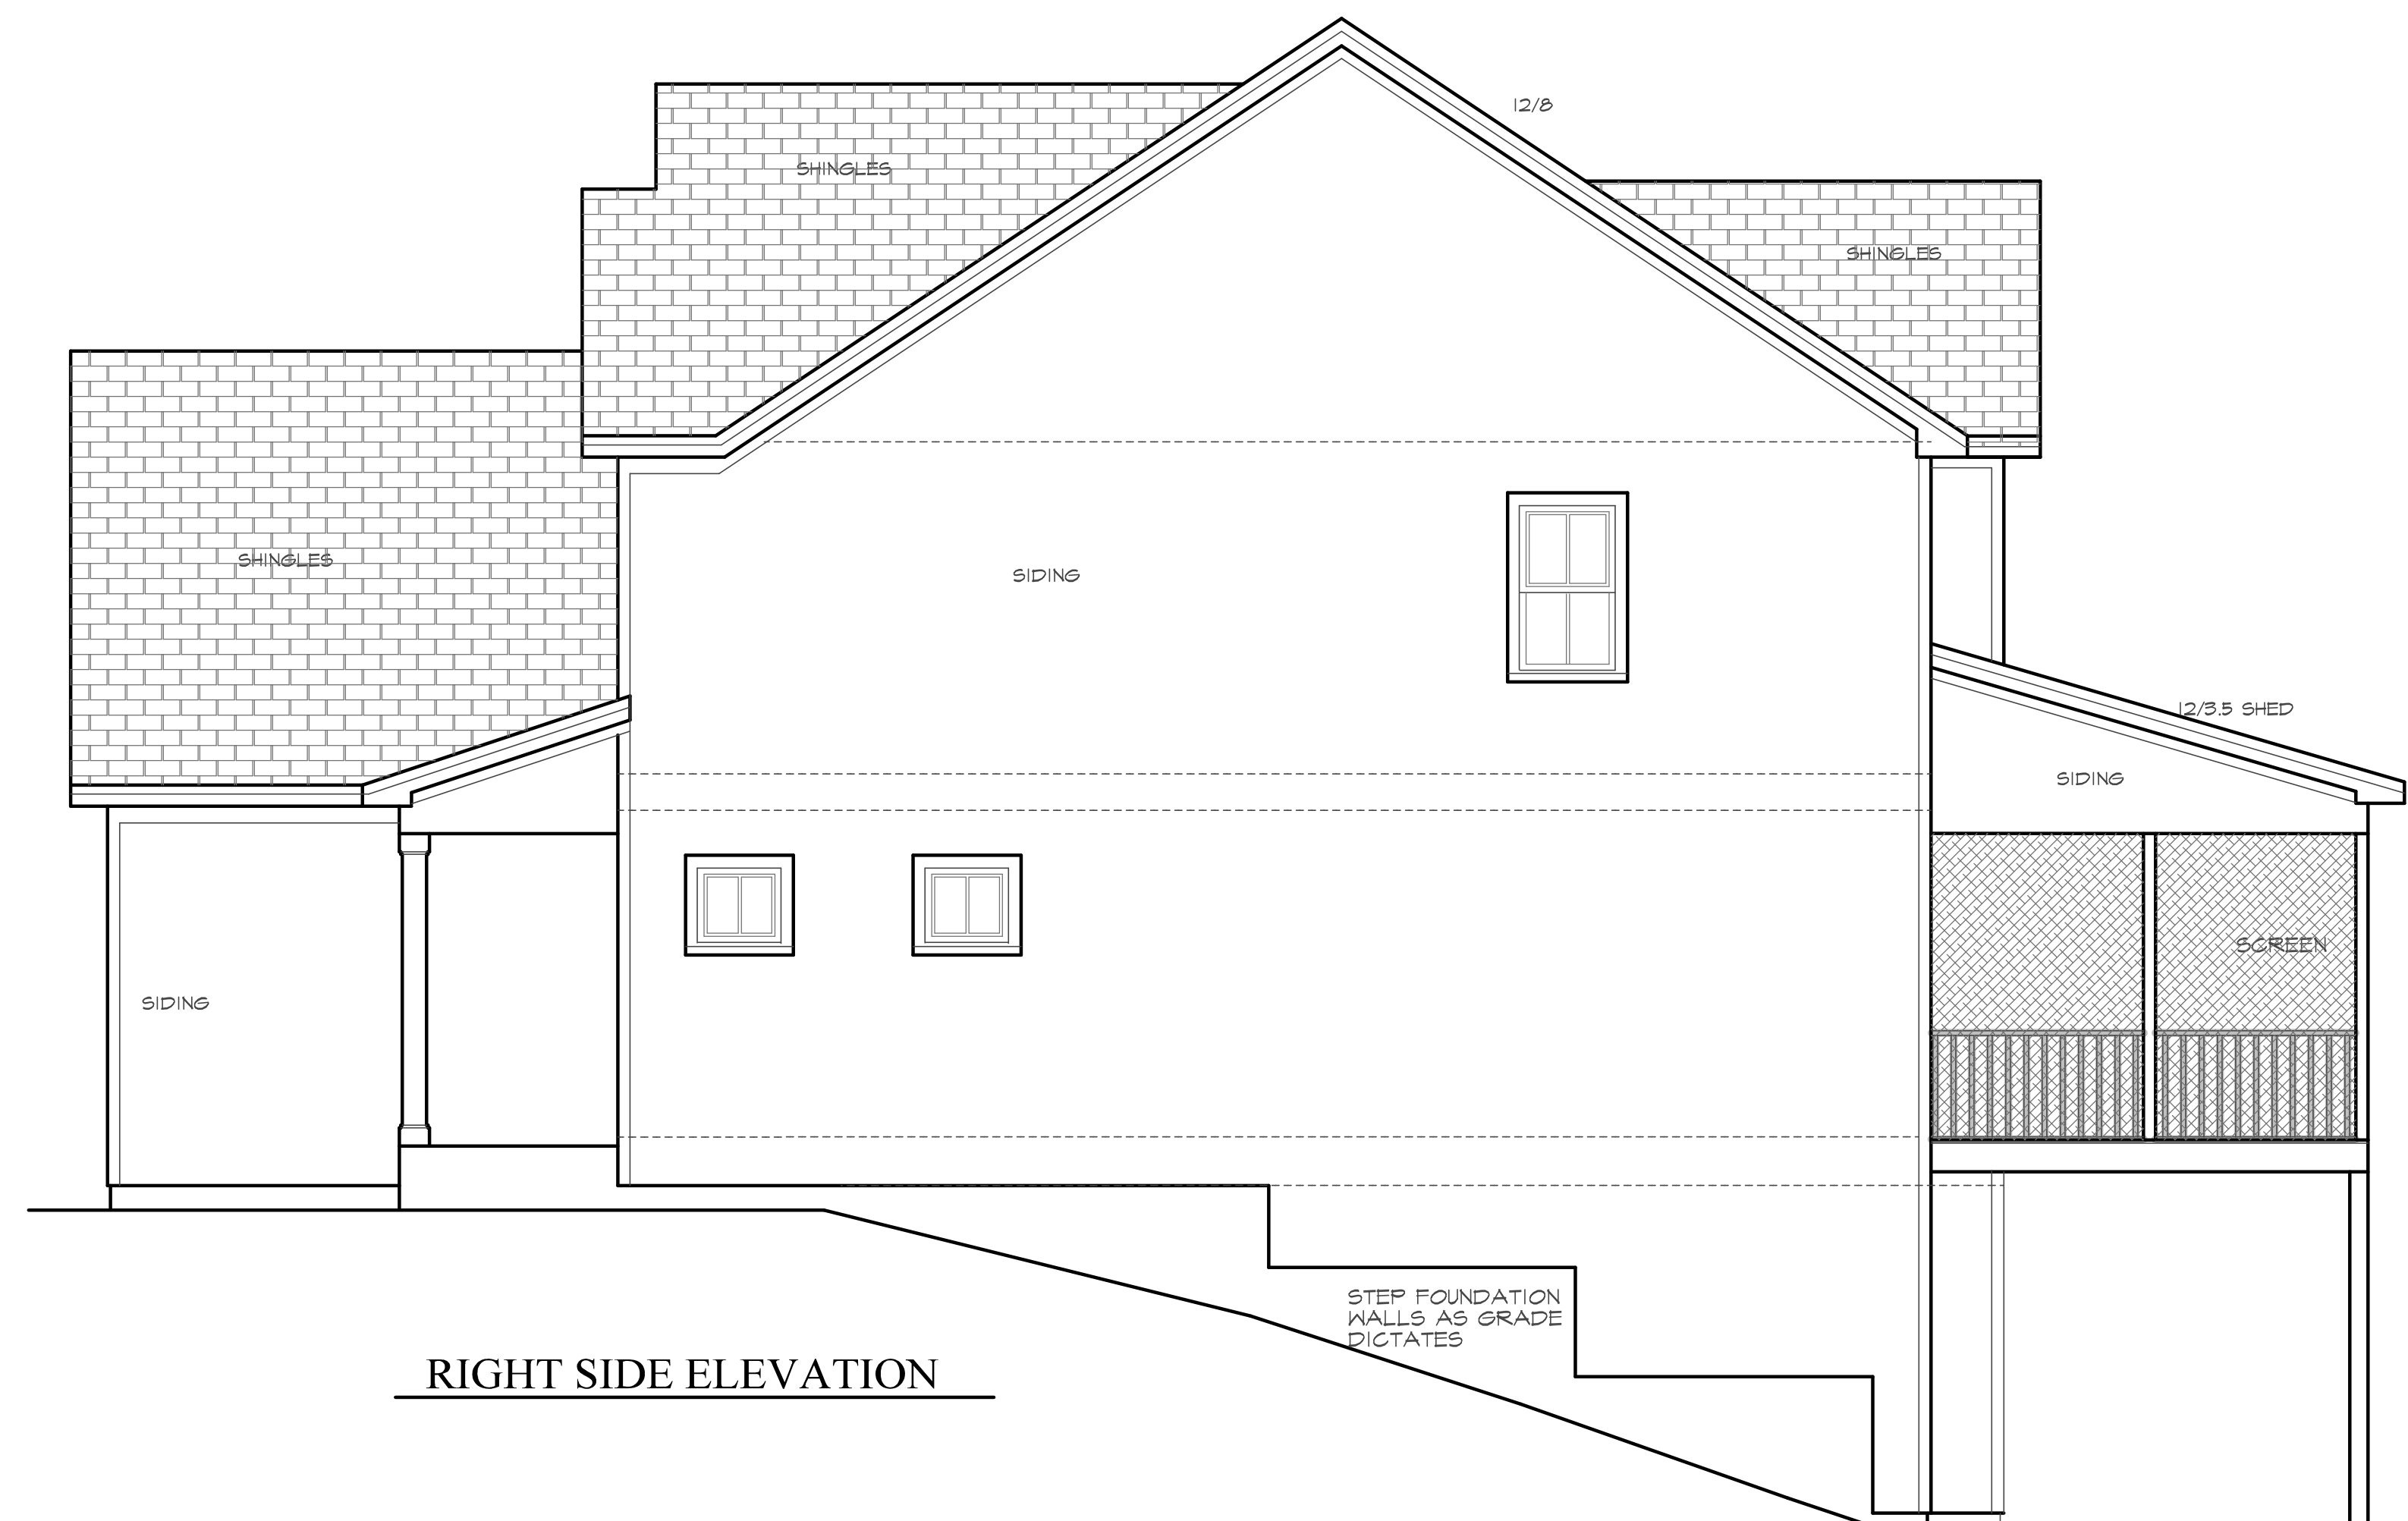 12/8
SHINGLES
SHINGLES
SHINGLES
SIDING
12/3.5 SHED
SIDING
SCREEN
SIDING
STEP FOUNDATION
WALLS AS GRADE
DICTATES
RIGHT SIDE ELEVATION